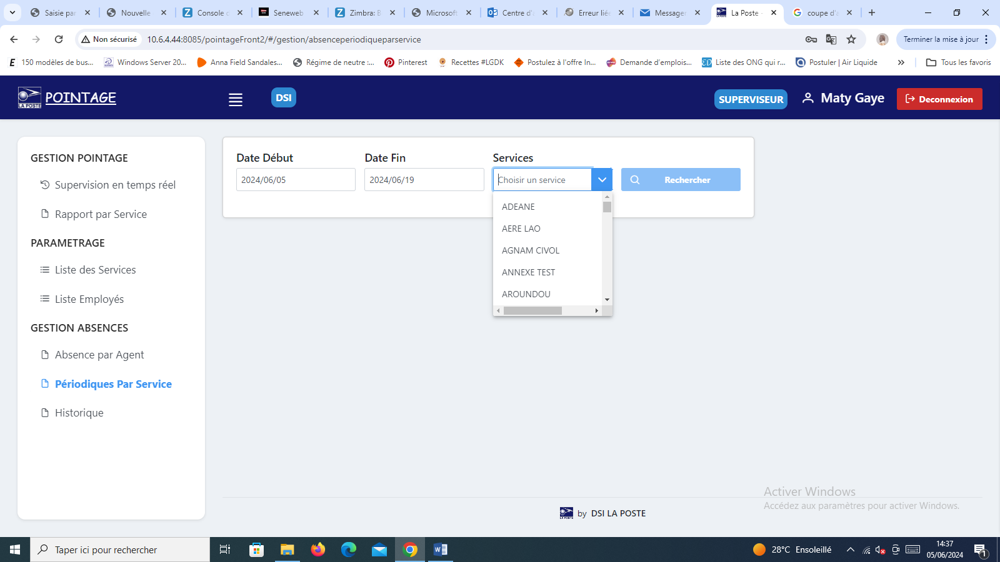 Saisie par
Nouvelle
Console d
Seneweb
Zimbra: B
Microsoft
Centre d'a
Erreur liée
Messager
La Poste -
coupe d'a
Non sécurisé
10.6.4.44:8085/pointageFront2/#/gestion/absenceperiodiqueparservice
Terminer la mise à jour
150 modèles de bus...
Windows Server 20...
Anna Field Sandales...
Régime de neutre :...
Pinterest
Recettes #LGDK
Postulez à l'offre In...
Demande d'emplois...
Liste des ONG qui r...
Postuler | Air Liquide
Tous les favoris
LA POSTE
POINTAGE
DSI
SUPERVISEUR
Maty Gaye
Deconnexion
GESTION POINTAGE
Supervision en temps réel
Rapport par Service
PARAMETRAGE
Liste des Services
Liste Employés
GESTION ABSENCES
Absence par Agent
Périodiques Par Service
Historique
Date Début
Date Fin
Services
2024/06/05
2024/06/19
Choisir un service
Rechercher
ADEANE
AERE LAO
AGNAM CIVOL
ANNEXE TEST
AROUNDOU
Activer Windows
Accédez aux paramètres pour activer Windows.
by DSI LA POSTE
Taper ici pour rechercher
28°C Ensoleillé
14:37
05/06/2024
1